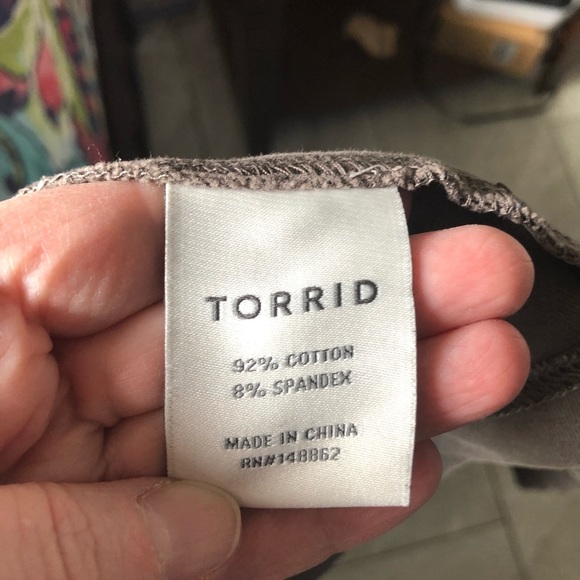 TORRID
92% COTTON
8% SPANDEX
MADE IN CHINA
RN#148862